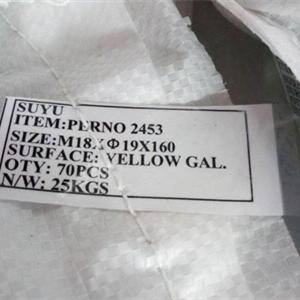 SUYU
ITEM:PERNO 2453
SIZE:M18XΦ19X160
SURFACE: YELLOW GAL.
QTY: 70PCS
N/W: 25KGS